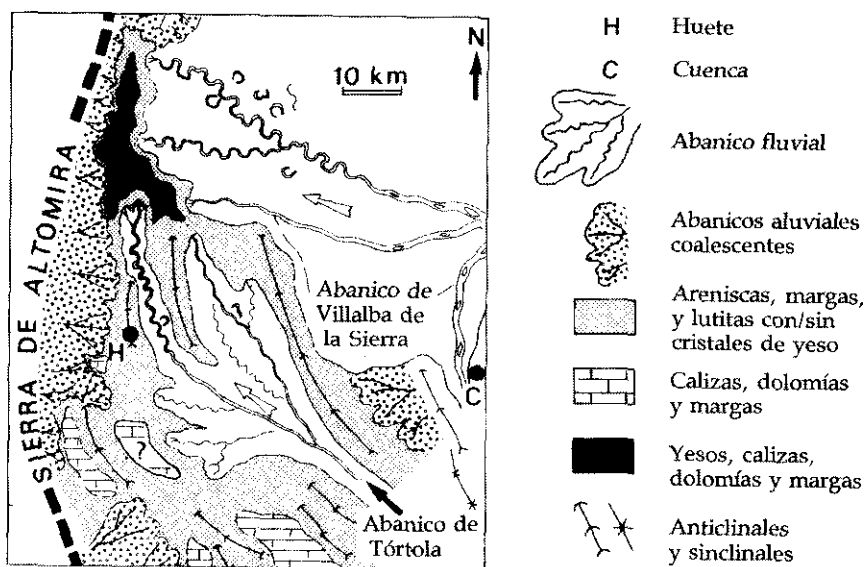 N
10 km
SIERRA DE ALTOMIRA
Abanico de
Villalba de
la Sierra
H
C
?
Abanico de
Tórtola
H Huete
C Cuenca
Abanico fluvial
Abanicos aluviales
coalescentes
Areniscas, margas,
y lutitas con/sin
cristales de yeso
Calizas, dolomías
y margas
Yesos, calizas,
dolomías y margas
Anticlinales
y sinclinales